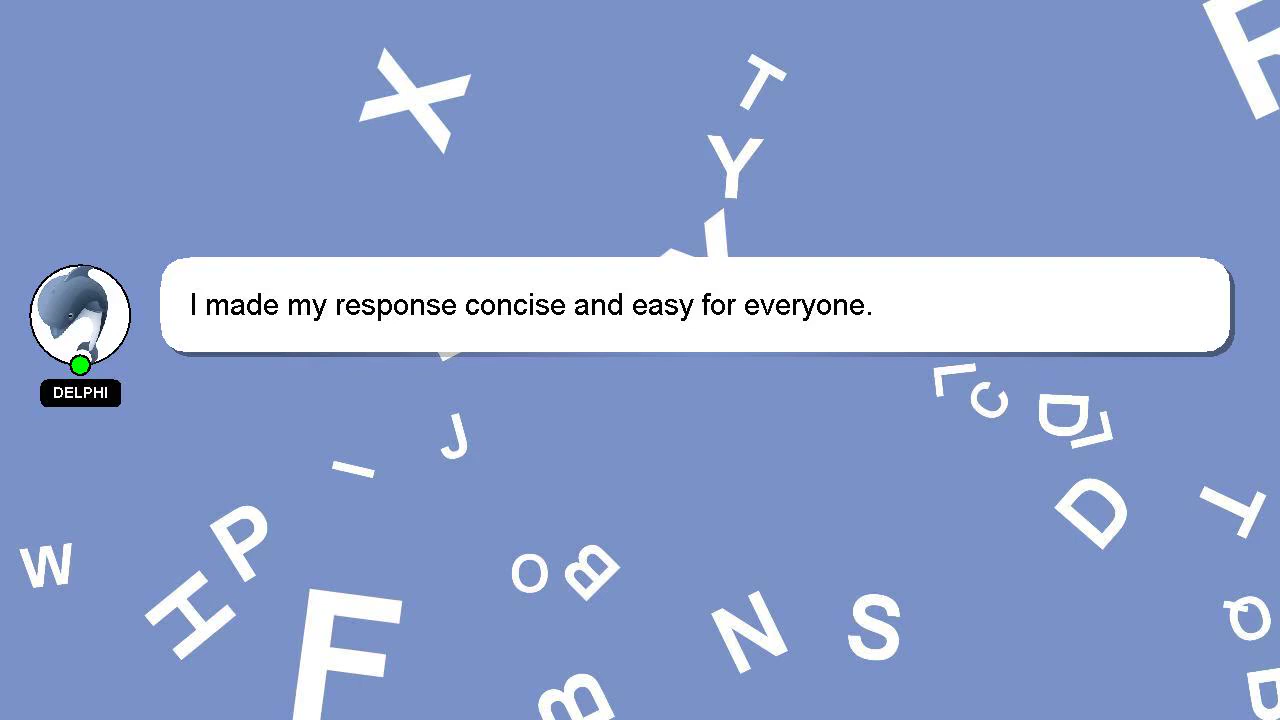 X
T
Y
I made my response concise and easy for everyone.
DELPHI
L
C
D
L
J
I
D
T
P
W
H
O
B
F
N
S
Q
B
B